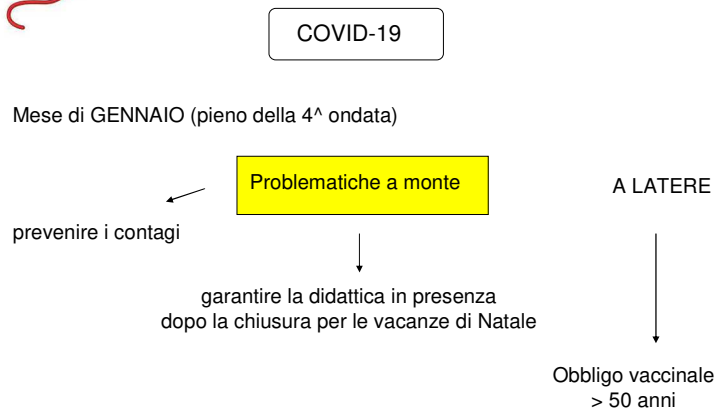 COVID-19
Mese di GENNAIO (pieno della 4^ ondata)
Problematiche a monte
A LATERE
prevenire i contagi
garantire la didattica in presenza
dopo la chiusura per le vacanze di Natale
Obbligo vaccinale
> 50 anni